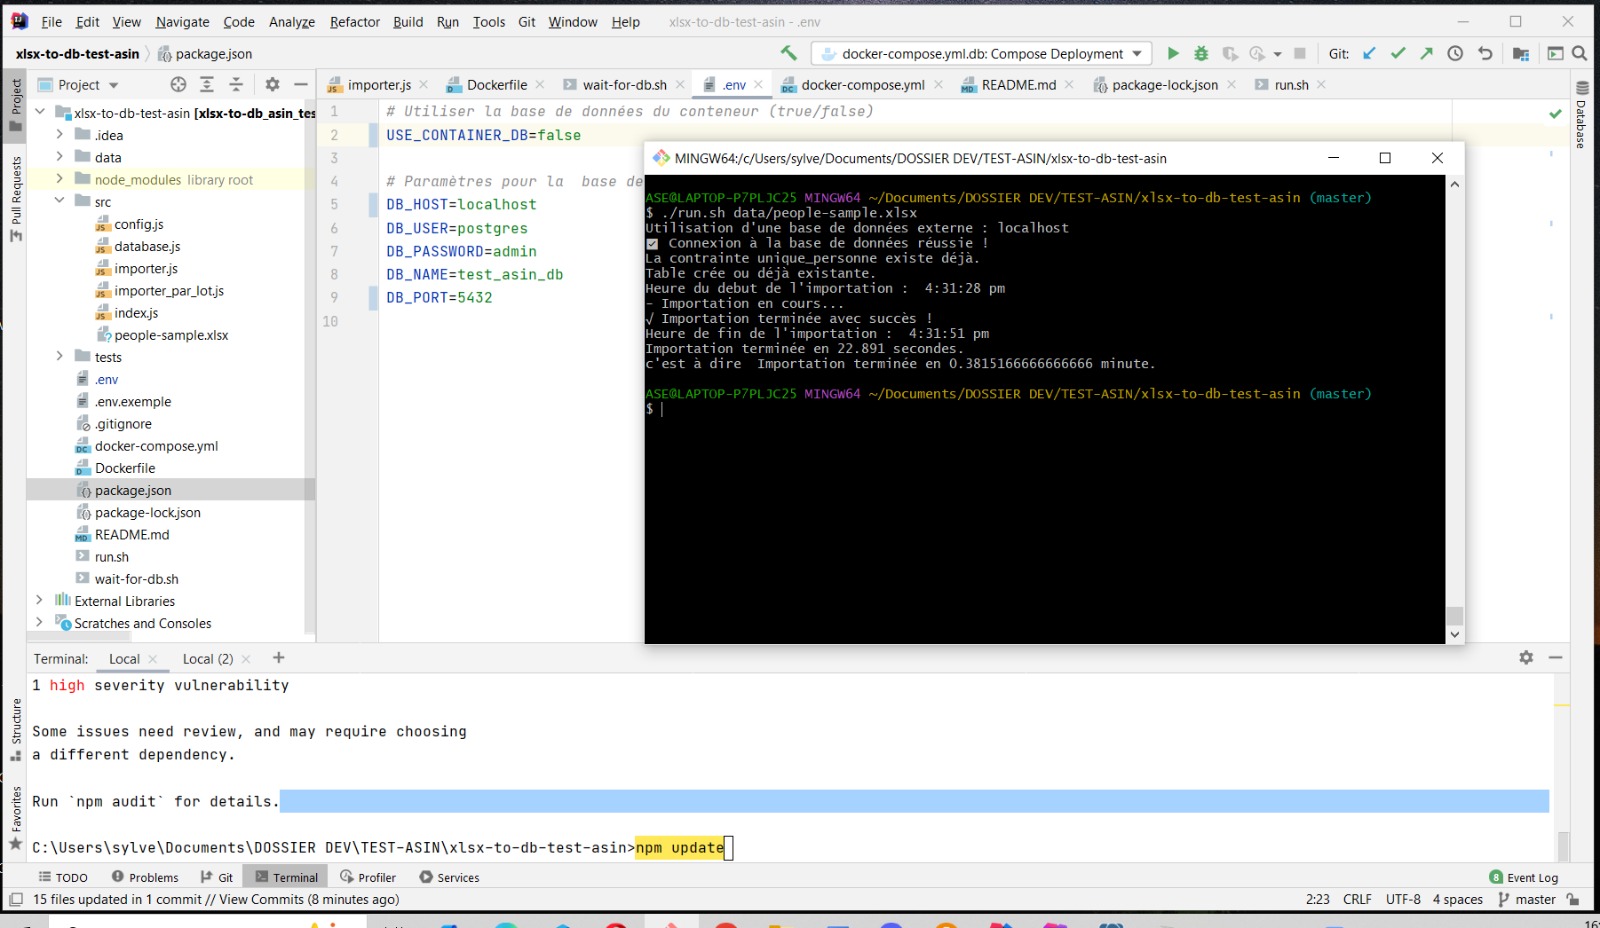 File Edit View Navigate Code Analyze Refactor Build Run Tools Git Window Help xlsx-to-db-test-asin - .env
xlsx-to-db-test-asin package.json docker-compose.yml.db: Compose Deployment Git:
Project importer.js Dockerfile wait-for-db.sh .env docker-compose.yml README.md package-lock.json run.sh
Project
Pull Requests
Structure
Favorites
Database
xlsx-to-db-test-asin [xlsx-to-db_asin_tes
.idea
data
node_modules library root
src
config.js
database.js
importer.js
importer_par_lot.js
index.js
people-sample.xlsx
tests
.env
.env.exemple
.gitignore
docker-compose.yml
Dockerfile
package.json
package-lock.json
README.md
run.sh
wait-for-db.sh
External Libraries
Scratches and Consoles
1 # Utiliser la base de données du conteneur (true/false)
2 USE_CONTAINER_DB=false
3
4 # Paramètres pour la base de
5 DB_HOST=localhost
6 DB_USER=postgres
7 DB_PASSWORD=admin
8 DB_NAME=test_asin_db
9 DB_PORT=5432
10
MINGW64:/c/Users/sylve/Documents/DOSSIER DEV/TEST-ASIN/xlsx-to-db-test-asin
ASE@LAPTOP-P7PLJC25 MINGW64 ~/Documents/DOSSIER DEV/TEST-ASIN/xlsx-to-db-test-asin (master)
$ ./run.sh data/people-sample.xlsx
Utilisation d'une base de données externe : localhost
Connexion à la base de données réussie !
La contrainte unique_personne existe déjà.
Table crée ou déjà existante.
Heure du debut de l'importation :  4:31:28 pm
- Importation en cours...
√ Importation terminée avec succès !
Heure de fin de l'importation :  4:31:51 pm
Importation terminée en 22.891 secondes.
c'est à dire  Importation terminée en 0.3815166666666666 minute.
ASE@LAPTOP-P7PLJC25 MINGW64 ~/Documents/DOSSIER DEV/TEST-ASIN/xlsx-to-db-test-asin (master)
$
Terminal: Local Local (2) +
1 high severity vulnerability
Some issues need review, and may require choosing
a different dependency.
Run `npm audit` for details.
C:\Users\sylve\Documents\DOSSIER DEV\TEST-ASIN\xlsx-to-db-test-asin>npm update
TODO Problems Git Terminal Profiler Services 8 Event Log
15 files updated in 1 commit // View Commits (8 minutes ago) 2:23 CRLF UTF-8 4 spaces master